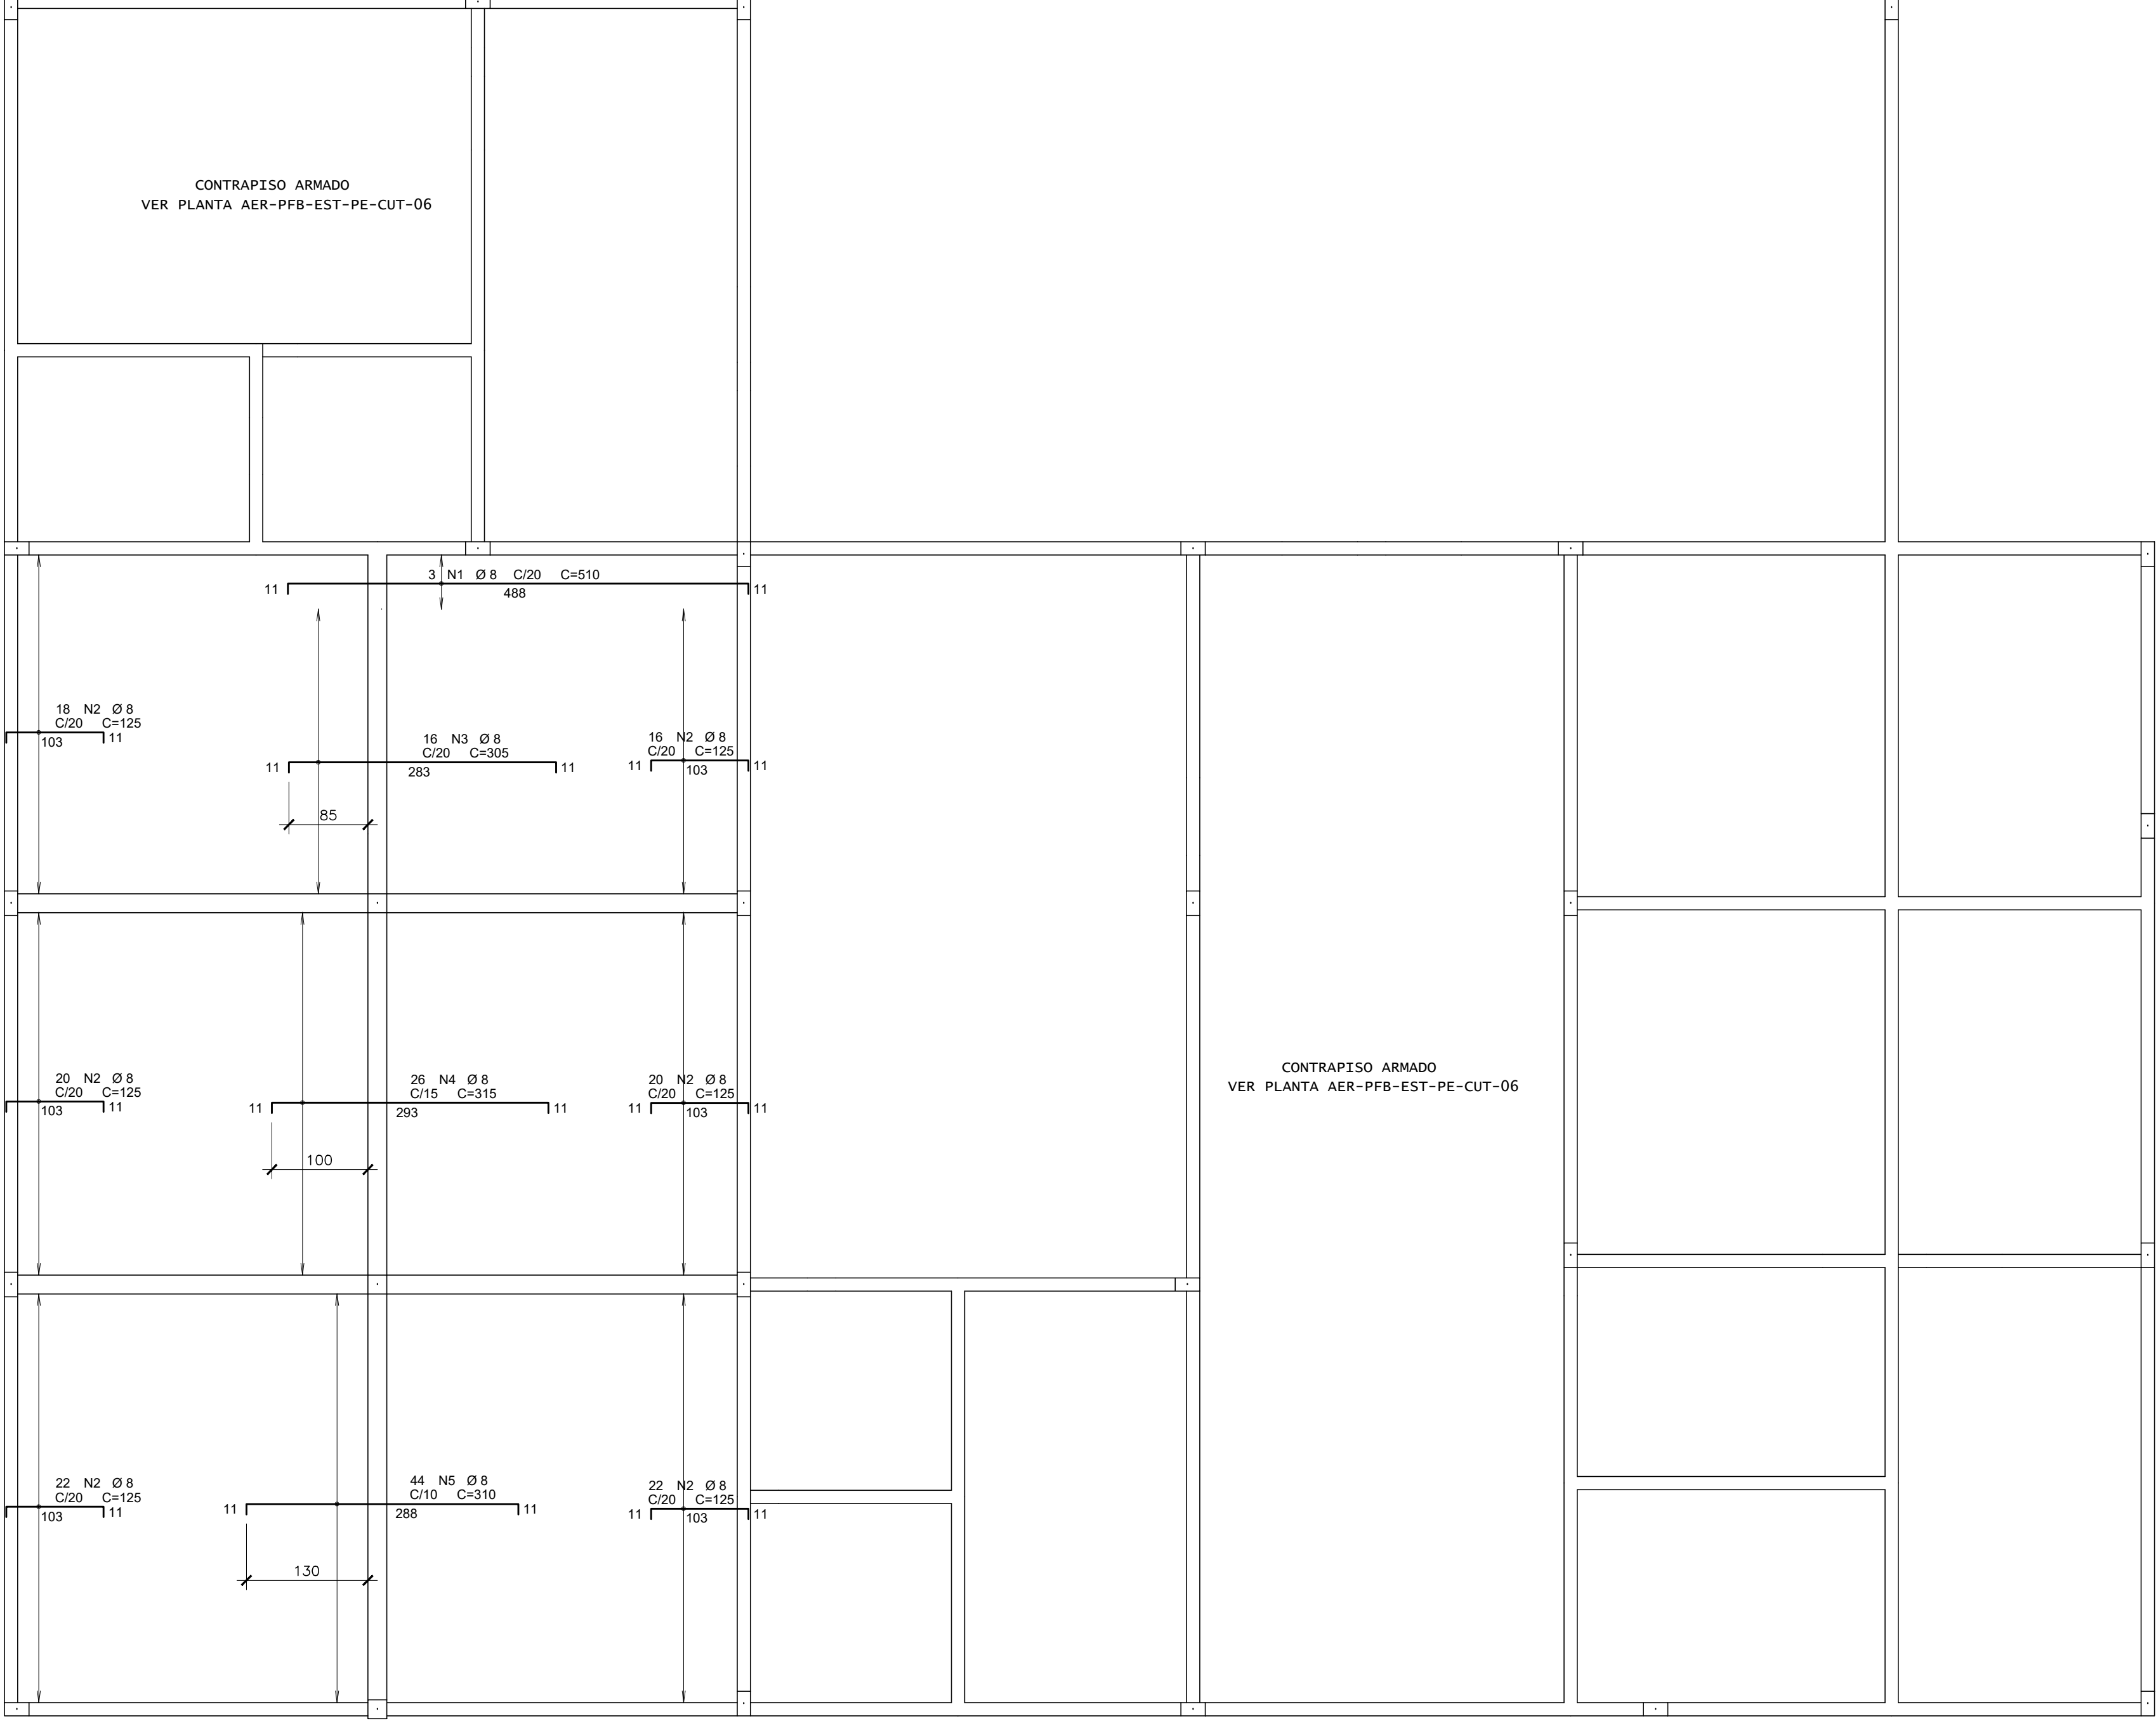 CONTRAPISO ARMADO
VER PLANTA AER-PFB-EST-PE-CUT-06
3 N1 Ø 8 C/20 C=510
11
488
11
18 N2 Ø 8
C/20 C=125
103
11
16 N3 Ø 8
C/20 C=305
11
283
11
16 N2 Ø 8
C/20 C=125
11
103
11
85
CONTRAPISO ARMADO
VER PLANTA AER-PFB-EST-PE-CUT-06
20 N2 Ø 8
C/20 C=125
103
11
26 N4 Ø 8
C/15 C=315
11
293
11
20 N2 Ø 8
C/20 C=125
11
103
11
100
22 N2 Ø 8
C/20 C=125
103
11
44 N5 Ø 8
C/10 C=310
11
288
11
22 N2 Ø 8
C/20 C=125
11
103
11
130